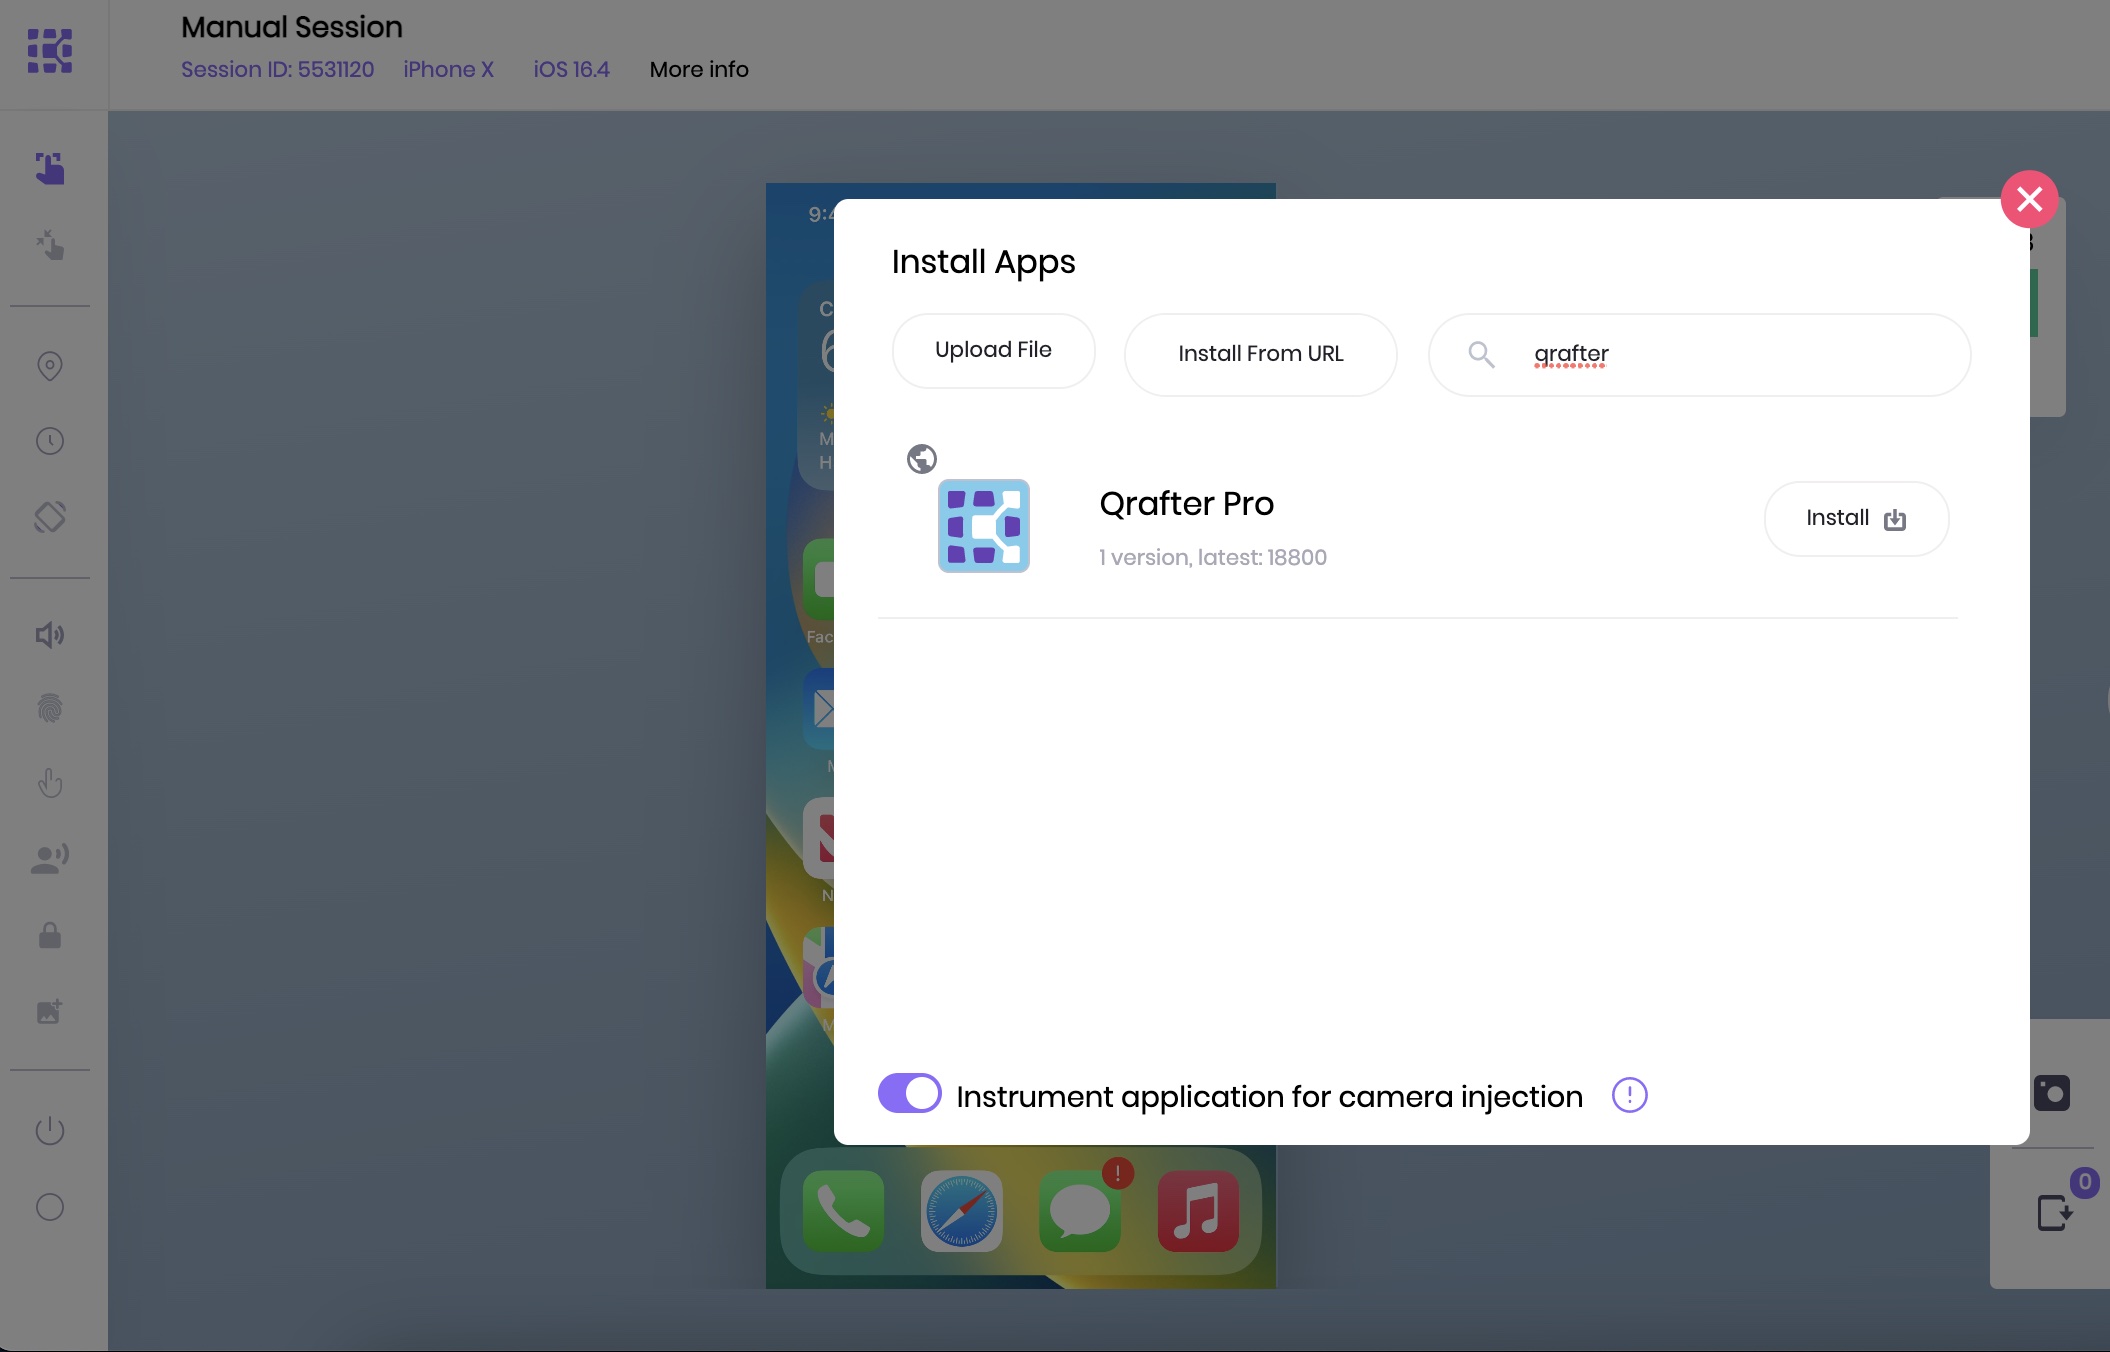 Manual Session
Session ID: 5531120 iPhone X iOS 16.4 More info
Install Apps
Upload File
Install From URL
qrafter
Qrafter Pro
1 version, latest: 18800
Install
Instrument application for camera injection
0